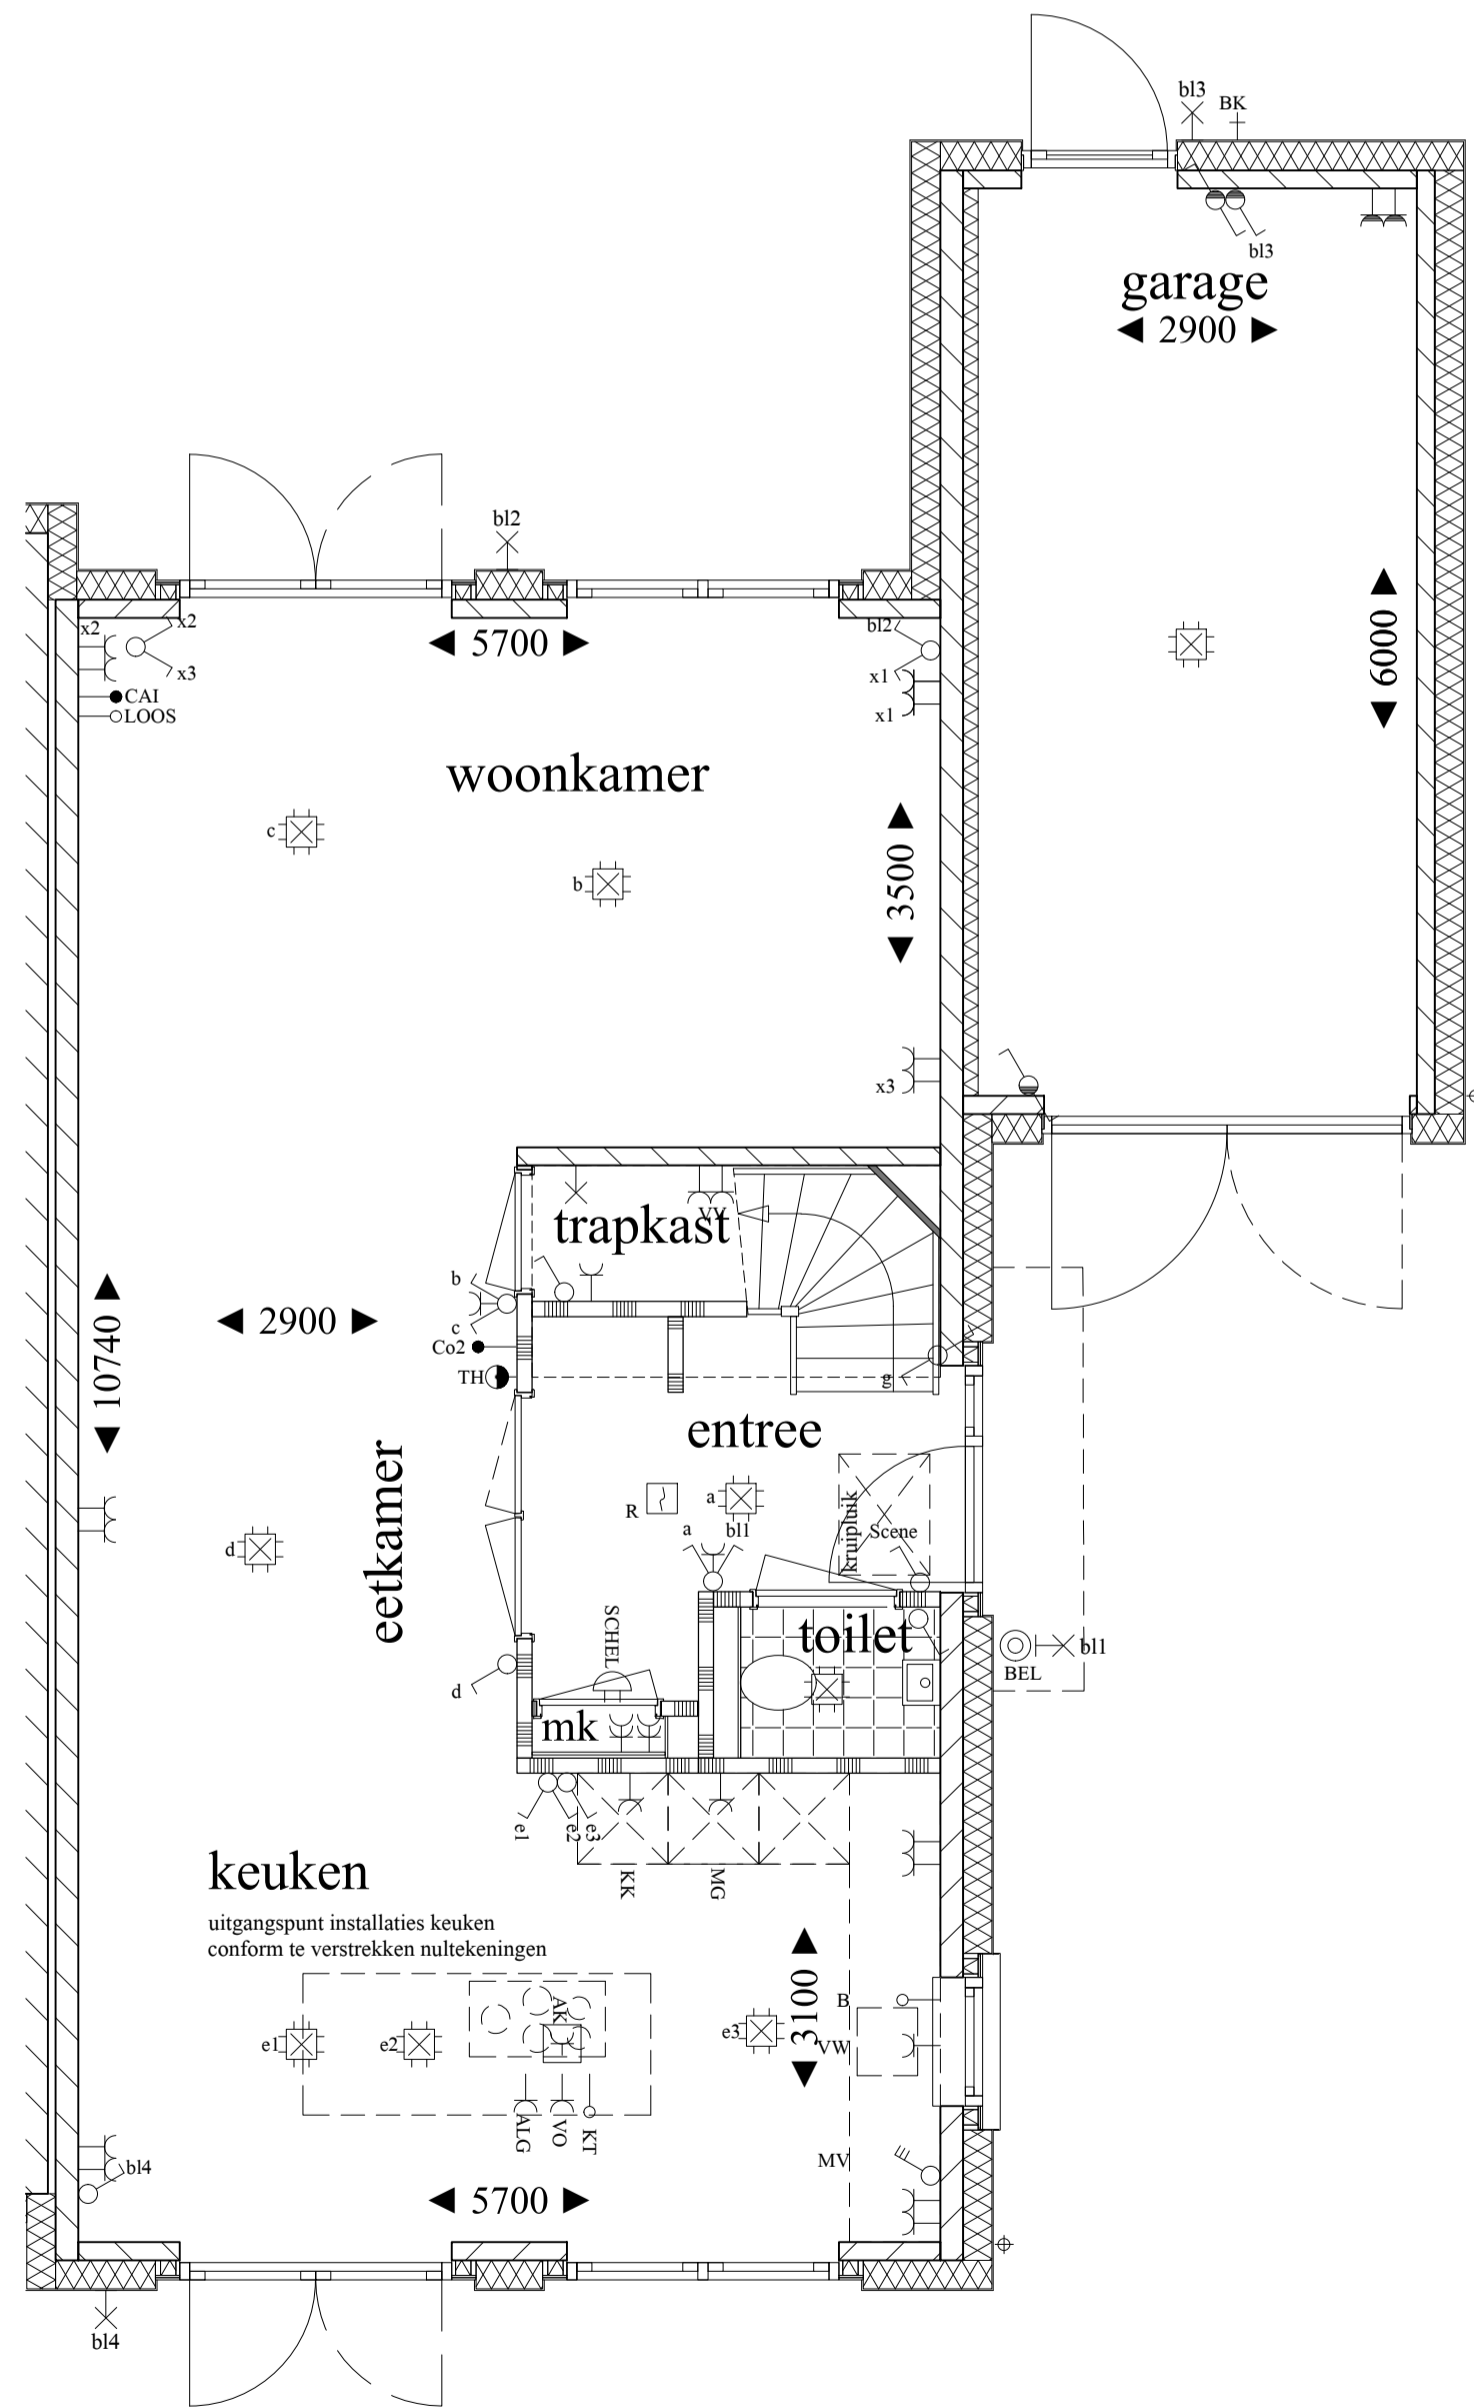 bl3
BK
bl3
garage
2900
bl2
x2
x2
x3
5700
bl2
x1
x1
CAI
LOOS
6000
woonkamer
c
b
3500
x3
trapkast
VV
b
c
2900
Co2
TH
10740
g
entree
eetkamer
R
a
a
bl1
kruipluik
Scene
d
SCHEL
toilet
bl1
BEL
d
mk
e1
e2
e3
KK
MG
keuken
uitgangspunt installaties keuken
conform te verstrekken nultekeningen
3100
AK
B
e1
e2
e3
VW
ALG
VO
KT
MV
bl4
5700
bl4